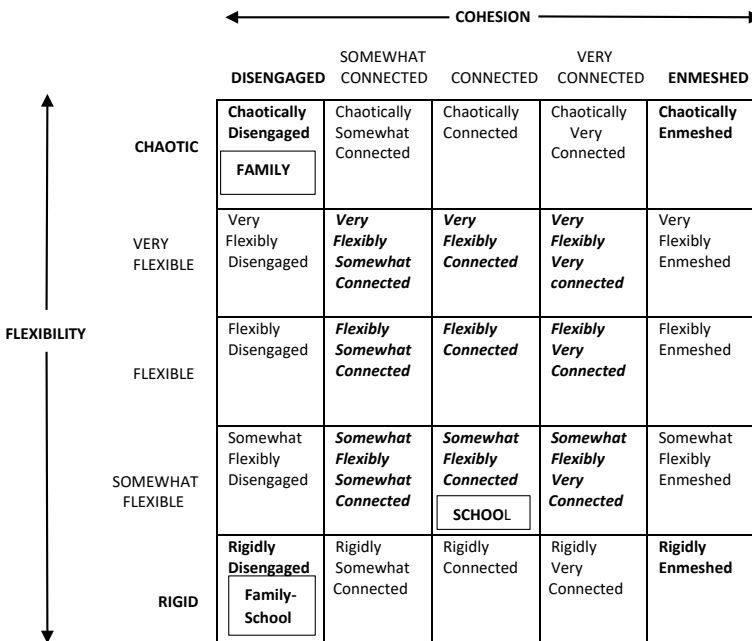 COHESION
SOMEWHAT
VERY
DISENGAGED CONNECTED CONNECTED CONNECTED ENMESHED
CHAOTIC
Chaotically
Disengaged
FAMILY
Chaotically
Somewhat
Connected
Chaotically
Connected
Chaotically
Very
Connected
Chaotically
Enmeshed
VERY
FLEXIBLE
Very
Flexibly
Disengaged
Very
Flexibly
Somewhat
Connected
Very
Flexibly
Connected
Very
Flexibly
Very
connected
Very
Flexibly
Enmeshed
FLEXIBILITY
FLEXIBLE
Flexibly
Disengaged
Flexibly
Somewhat
Connected
Flexibly
Connected
Flexibly
Very
Connected
Flexibly
Enmeshed
SOMEWHAT
FLEXIBLE
Somewhat
Flexibly
Disengaged
Somewhat
Flexibly
Somewhat
Connected
Somewhat
Flexibly
Connected
SCHOOL
Somewhat
Flexibly
Very
Connected
Somewhat
Flexibly
Enmeshed
RIGID
Rigidly
Disengaged
Family-
School
Rigidly
Somewhat
Connected
Rigidly
Connected
Rigidly
Very
Connected
Rigidly
Enmeshed